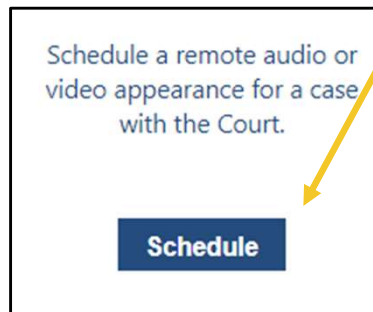 Schedule a remote audio or
video appearance for a case
with the Court.
Schedule